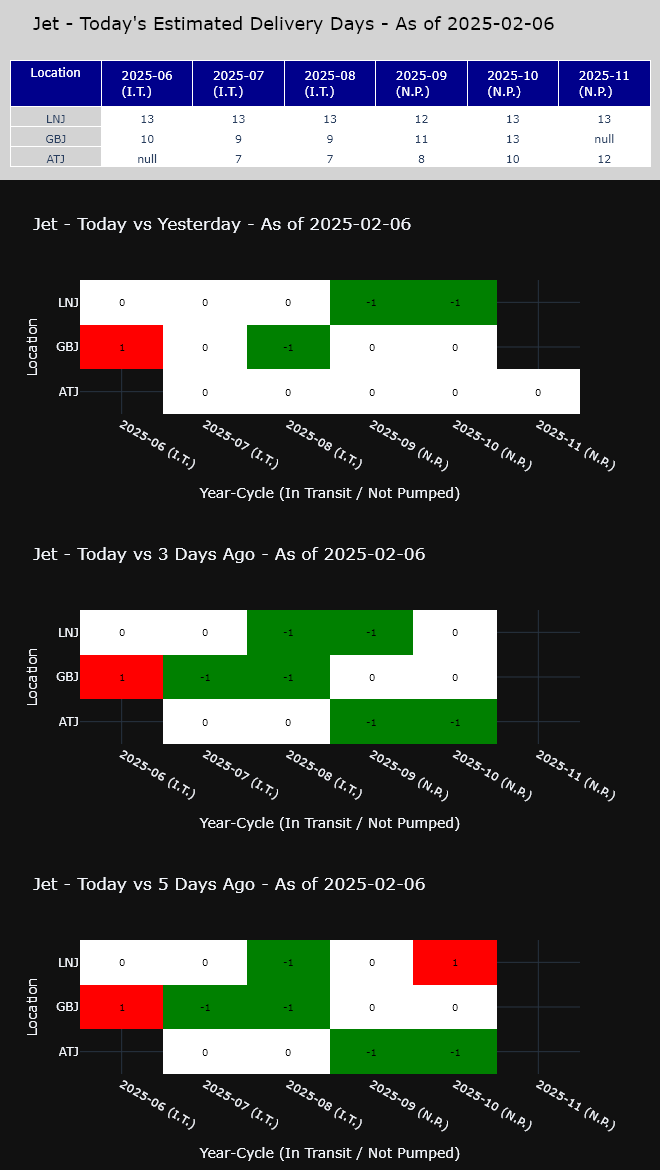 Jet - Today's Estimated Delivery Days - As of 2025-02-06
Location 2025-06 (I.T.) 2025-07 (I.T.) 2025-08 (I.T.) 2025-09 (N.P.) 2025-10 (N.P.) 2025-11 (N.P.)
LNJ 13 13 13 12 13 13
GBJ 10 9 9 11 13 null
ATJ null 7 7 8 10 12
Jet - Today vs Yesterday - As of 2025-02-06
Location
LNJ 0 0 0 -1 -1
GBJ 1 0 -1 0 0
ATJ 0 0 0 0 0
2025-06 (I.T.) 2025-07 (I.T.) 2025-08 (I.T.) 2025-09 (N.P.) 2025-10 (N.P.) 2025-11 (N.P.)
Year-Cycle (In Transit / Not Pumped)
Jet - Today vs 3 Days Ago - As of 2025-02-06
Location
LNJ 0 0 -1 -1 0
GBJ 1 -1 -1 0 0
ATJ 0 0 -1 -1
2025-06 (I.T.) 2025-07 (I.T.) 2025-08 (I.T.) 2025-09 (N.P.) 2025-10 (N.P.) 2025-11 (N.P.)
Year-Cycle (In Transit / Not Pumped)
Jet - Today vs 5 Days Ago - As of 2025-02-06
Location
LNJ 0 0 -1 0 1
GBJ 1 -1 -1 0 0
ATJ 0 0 -1 -1
2025-06 (I.T.) 2025-07 (I.T.) 2025-08 (I.T.) 2025-09 (N.P.) 2025-10 (N.P.) 2025-11 (N.P.)
Year-Cycle (In Transit / Not Pumped)